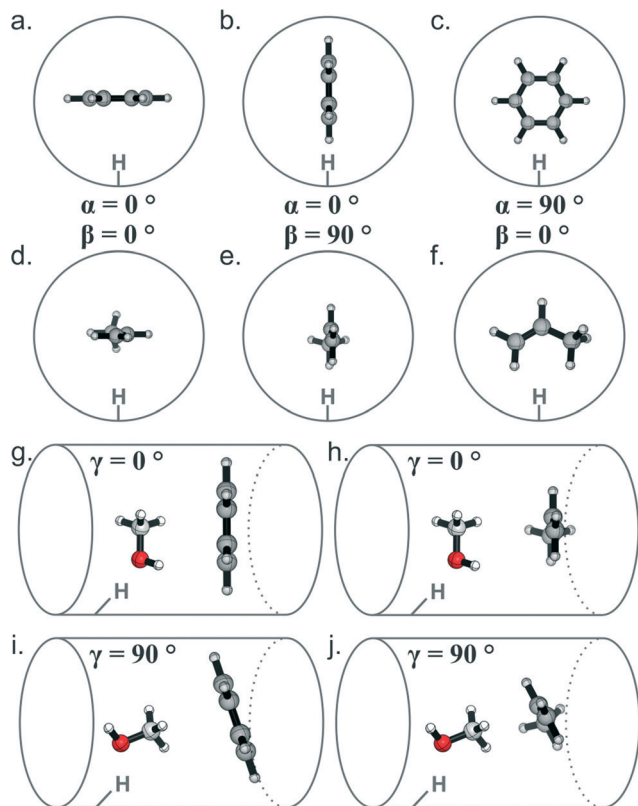 a.
b.
c.
H
H
H
α = 0 °
α = 0 °
α = 90 °
β = 0 °
β = 90 °
β = 0 °
d.
e.
f.
H
H
H
g.
γ = 0 °
h.
γ = 0 °
H
H
i.
γ = 90 °
j.
γ = 90 °
H
H